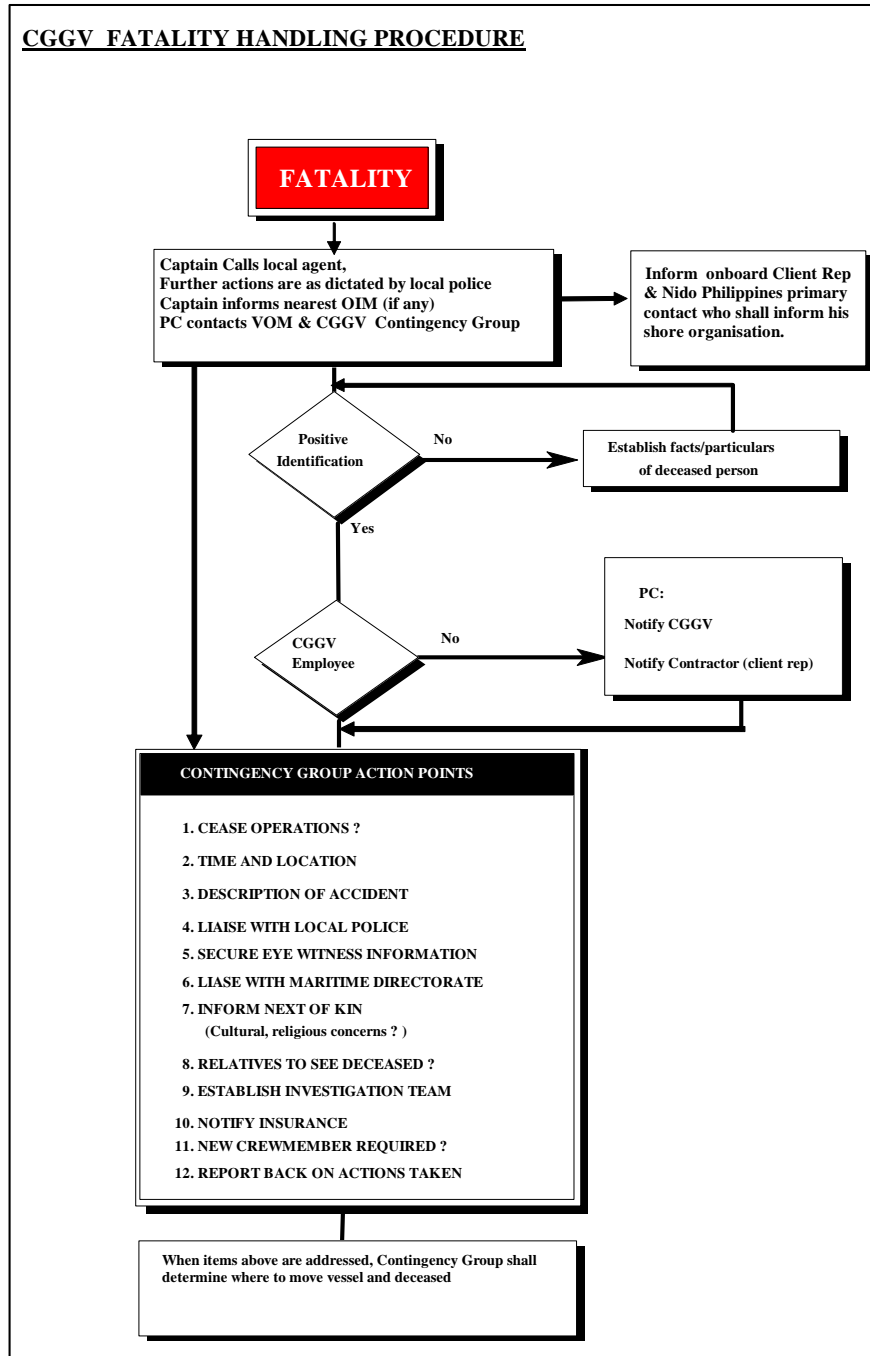 CGGV FATALITY HANDLING PROCEDURE
FATALITY
Captain Calls local agent,
Further actions are as dictated by local police
Captain informs nearest OIM (if any)
PC contacts VOM & CGGV Contingency Group
Inform onboard Client Rep
& Nido Philippines primary
contact who shall inform his
shore organisation.
Positive
Identification
No
Establish facts/particulars
of deceased person
Yes
CGGV
Employee
No
PC:
Notify CGGV
Notify Contractor (client rep)
CONTINGENCY GROUP ACTION POINTS
1. CEASE OPERATIONS ?
2. TIME AND LOCATION
3. DESCRIPTION OF ACCIDENT
4. LIAISE WITH LOCAL POLICE
5. SECURE EYE WITNESS INFORMATION
6. LIASE WITH MARITIME DIRECTORATE
7. INFORM NEXT OF KIN
(Cultural, religious concerns ? )
8. RELATIVES TO SEE DECEASED ?
9. ESTABLISH INVESTIGATION TEAM
10. NOTIFY INSURANCE
11. NEW CREWMEMBER REQUIRED ?
12. REPORT BACK ON ACTIONS TAKEN
When items above are addressed, Contingency Group shall
determine where to move vessel and deceased